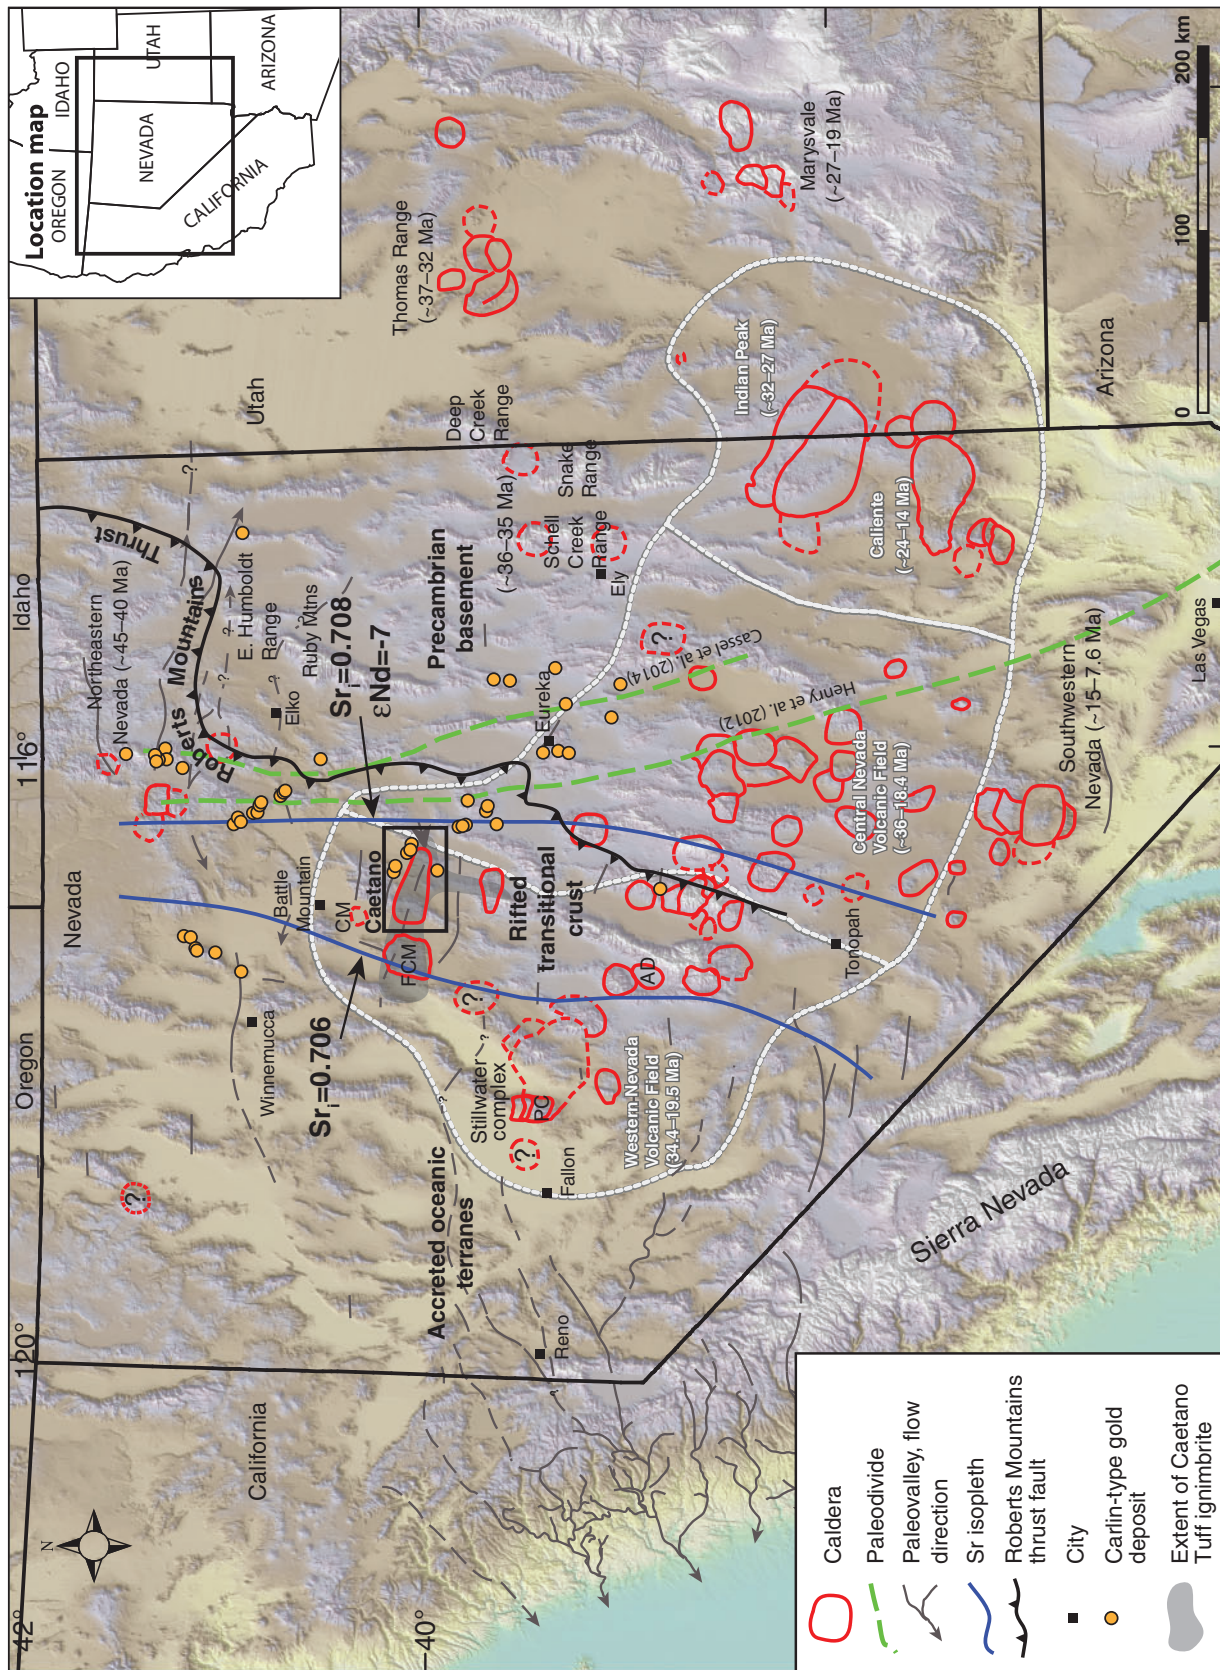 Location map
OREGON
IDAHO
NEVADA
UTAH
CALIFORNIA
ARIZONA
N
42°
120°
116°
40°
Oregon
Idaho
Nevada
California
Utah
Arizona
Northeastern
Nevada (~45–40 Ma)
Roberts
Mountains
Thrust
?
?
?
?
?
?
Winnemucca
Battle
Mountain
Elko
E. Humboldt
Range
Ruby Mtns
Sri=0.706
Sri=0.708
εNd=-7
CM
Caetano
FCM
Accreted oceanic
terranes
Rifted
transitional
crust
Precambrian
basement
Thomas Range
(~37–32 Ma)
Deep
Creek
Range
(~36–35 Ma)
Schell
Creek
Range
Snake
Range
Ely
Eureka
?
Cassel et al. (2014)
Henry et al. (2012)
Stillwater
complex
?
?
?
?
?
PC
Fallon
Reno
AD
Western Nevada
Volcanic Field
(34.4–19.5 Ma)
Central Nevada
Volcanic Field
(~36–18.4 Ma)
Indian Peak
(~32–27 Ma)
Caliente
(~24–14 Ma)
Marysvale
(~27–19 Ma)
Tonopah
Southwestern
Nevada (~15–7.6 Ma)
Las Vegas
Sierra Nevada
0
100
200 km
Caldera
Paleodivide
Paleovalley, flow
direction
Sr isopleth
Roberts Mountains
thrust fault
City
Carlin-type gold
deposit
Extent of Caetano
Tuff ignimbrite